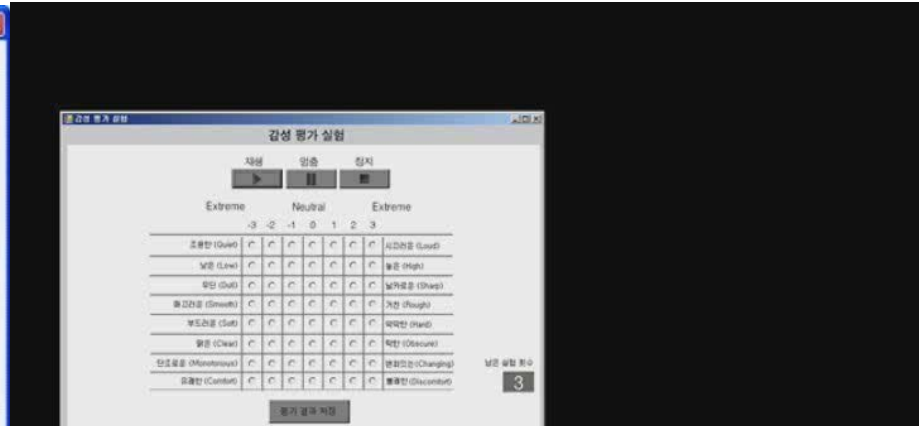 감성 평가 실험
감성 평가 실험
재생 멈춤 정지
Extreme Neutral Extreme
-3 -2 -1 0 1 2 3
조용한 (Quiet) 시끄러운 (Loud)
낮은 (Low) 높은 (High)
무딘 (Dull) 날카로운 (Sharp)
매끄러운 (Smooth) 거친 (Rough)
부드러운 (Soft) 딱딱한 (Hard)
맑은 (Clear) 탁한 (Obscure)
단조로운 (Monotonous) 변화있는 (Changing)
유쾌한 (Comfort) 불쾌한 (Discomfort)
남은 실험 횟수
3
평가 결과 저장